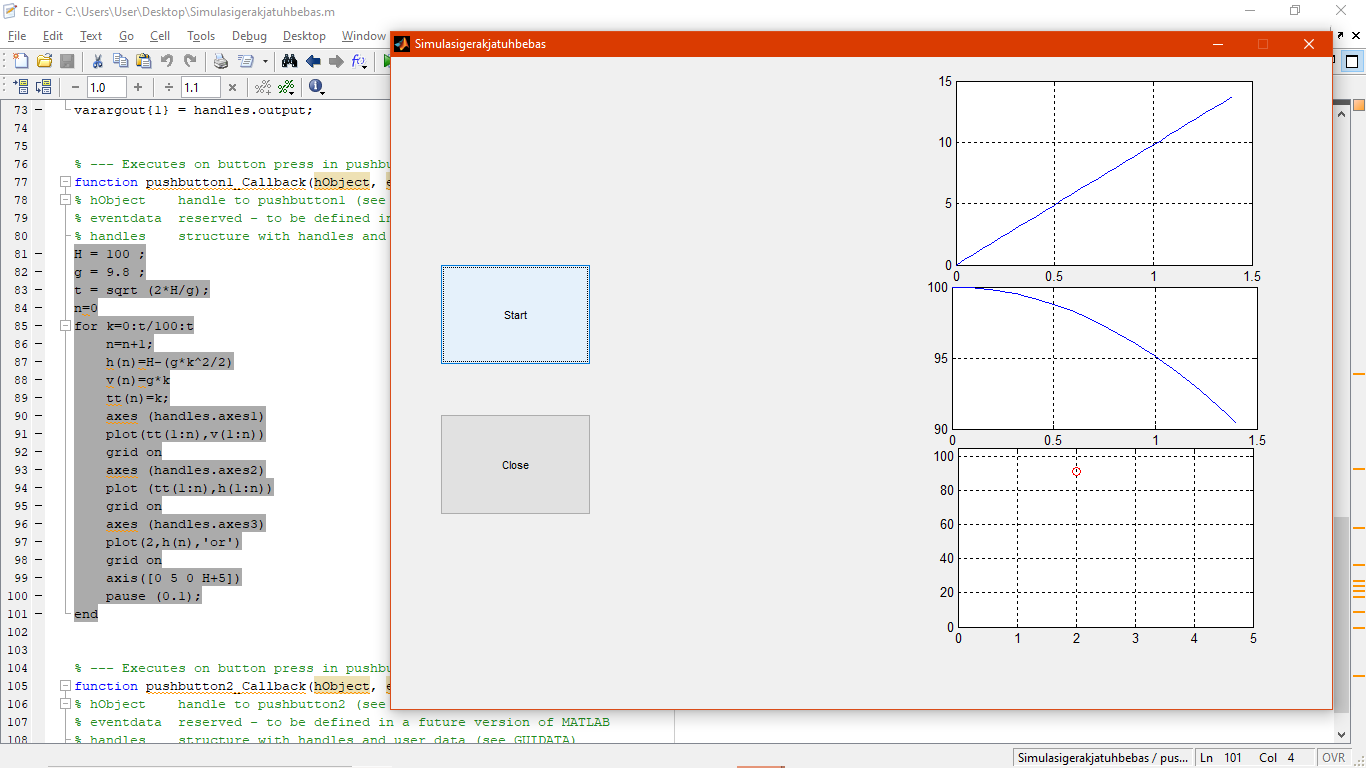 Editor - C:\Users\User\Desktop\Simulasigerakjatuhbebas.m
File Edit Text Go Cell Tools Debug Desktop Window
1.0 1.1
73 varargout{1} = handles.output;
74
75
76 % --- Executes on button press in pushbu
77 function pushbutton1_Callback(hObject, e
78 % hObject    handle to pushbutton1 (see
79 % eventdata  reserved - to be defined in
80 % handles    structure with handles and
81 H = 100 ;
82 g = 9.8 ;
83 t = sqrt (2*H/g);
84 n=0
85 for k=0:t/100:t
86 n=n+1;
87 h(n)=H-(g*k^2/2)
88 v(n)=g*k
89 tt(n)=k;
90 axes (handles.axes1)
91 plot(tt(1:n),v(1:n))
92 grid on
93 axes (handles.axes2)
94 plot (tt(1:n),h(1:n))
95 grid on
96 axes (handles.axes3)
97 plot(2,h(n),'or')
98 grid on
99 axis([0 5 0 H+5])
100 pause (0.1);
101 end
102
103
104 % --- Executes on button press in pushbu
105 function pushbutton2_Callback(hObject, e
106 % hObject    handle to pushbutton2 (see
107 % eventdata  reserved - to be defined in a future version of MATLAB
108 % handles    structure with handles and user data (see GUIDATA)
Simulasigerakjatuhbebas
Start
Close
15
10
5
0
0 0.5 1 1.5
100
95
90
0 0.5 1 1.5
100
80
60
40
20
0
0 1 2 3 4 5
Simulasigerakjatuhbebas / pus... Ln 101 Col 4 OVR